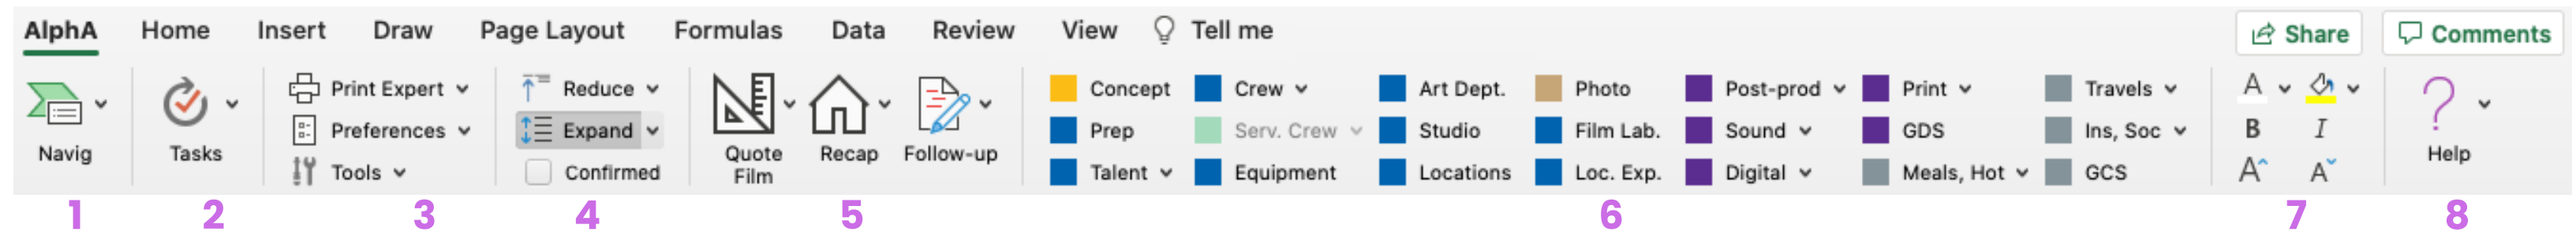 AlphA Home Insert Draw Page Layout Formulas Data Review View Tell me Share Comments
Print Expert Reduce Concept Crew Art Dept. Photo Post-prod Print Travels A
Preferences Expand Prep Serv. Crew Studio Film Lab. Sound GDS Ins, Soc B I
Navig Tasks Quote Recap Follow-up Help
Tools Confirmed Film Talent Equipment Locations Loc. Exp. Digital Meals, Hot GCS A A
1 2 3 4 5 6 7 8